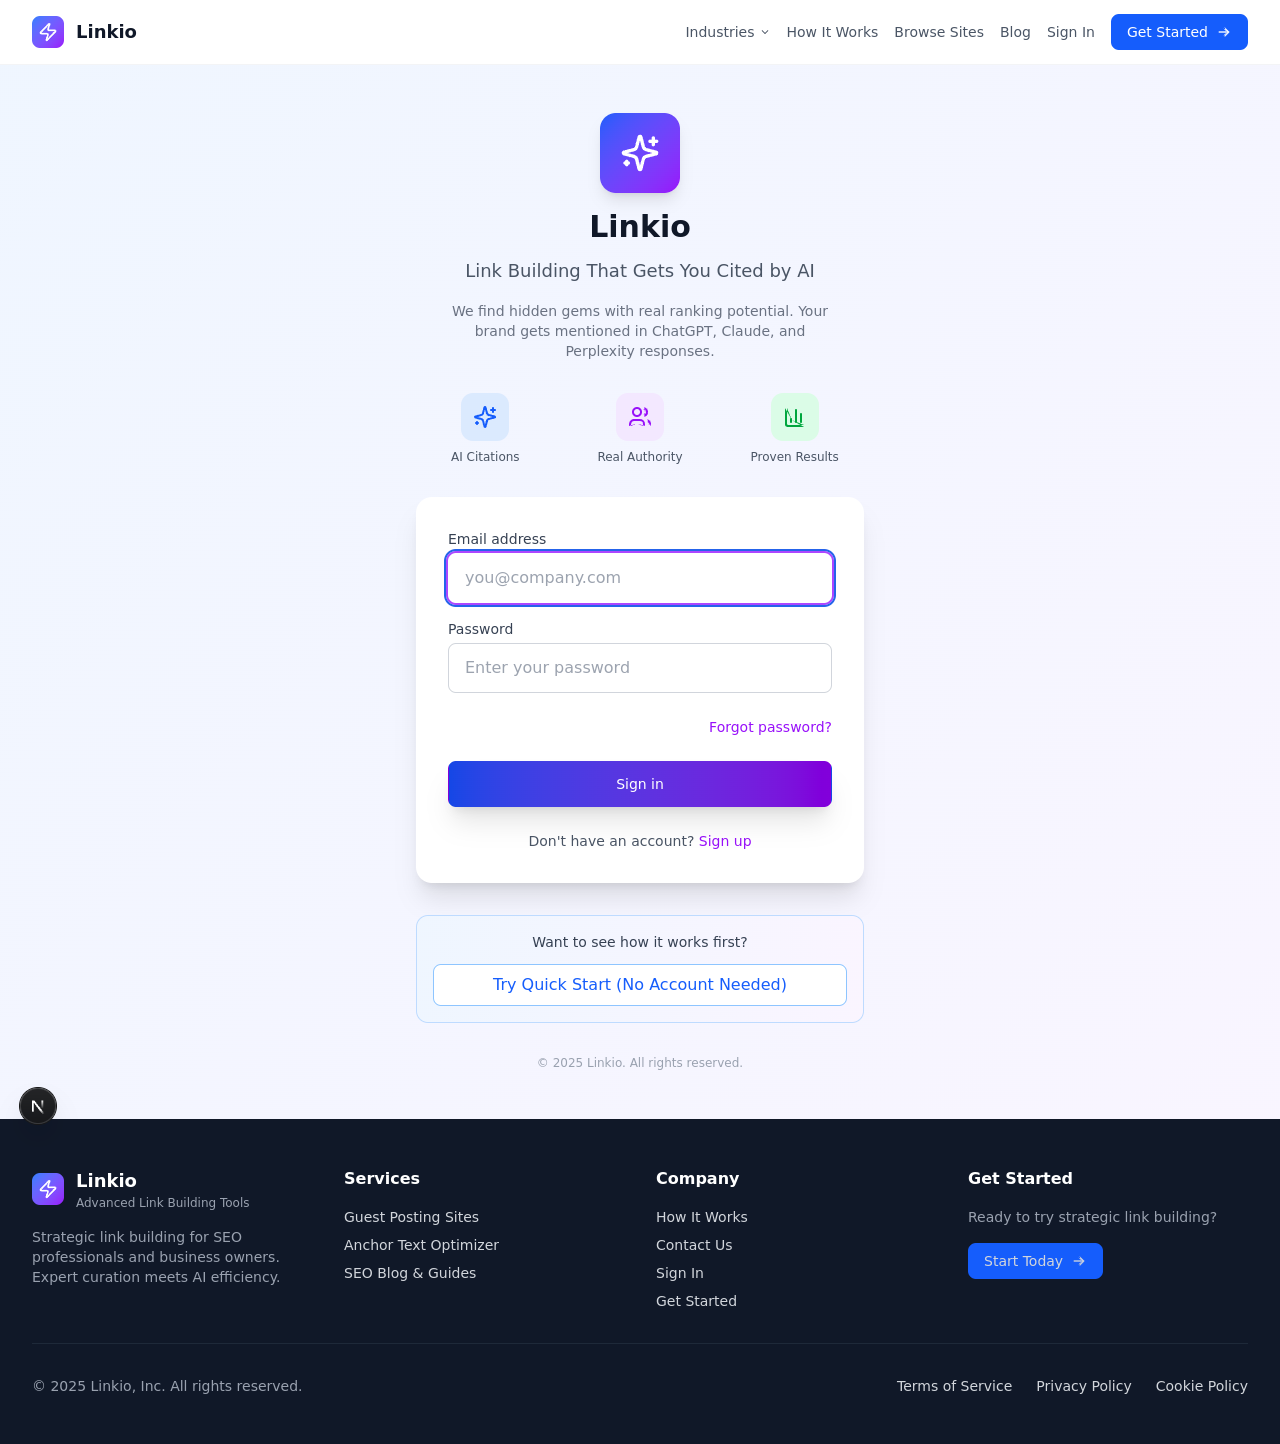 Linkio
Industries
How It Works
Browse Sites
Blog
Sign In
Get Started
Linkio
Link Building That Gets You Cited by AI
We find hidden gems with real ranking potential. Your
brand gets mentioned in ChatGPT, Claude, and
Perplexity responses.
AI Citations
Real Authority
Proven Results
Email address
you@company.com
Password
Enter your password
Forgot password?
Sign in
Don't have an account? Sign up
Want to see how it works first?
Try Quick Start (No Account Needed)
© 2025 Linkio. All rights reserved.
N
Linkio
Advanced Link Building Tools
Strategic link building for SEO
professionals and business owners.
Expert curation meets AI efficiency.
Services
Guest Posting Sites
Anchor Text Optimizer
SEO Blog & Guides
Company
How It Works
Contact Us
Sign In
Get Started
Get Started
Ready to try strategic link building?
Start Today
© 2025 Linkio, Inc. All rights reserved.
Terms of Service
Privacy Policy
Cookie Policy